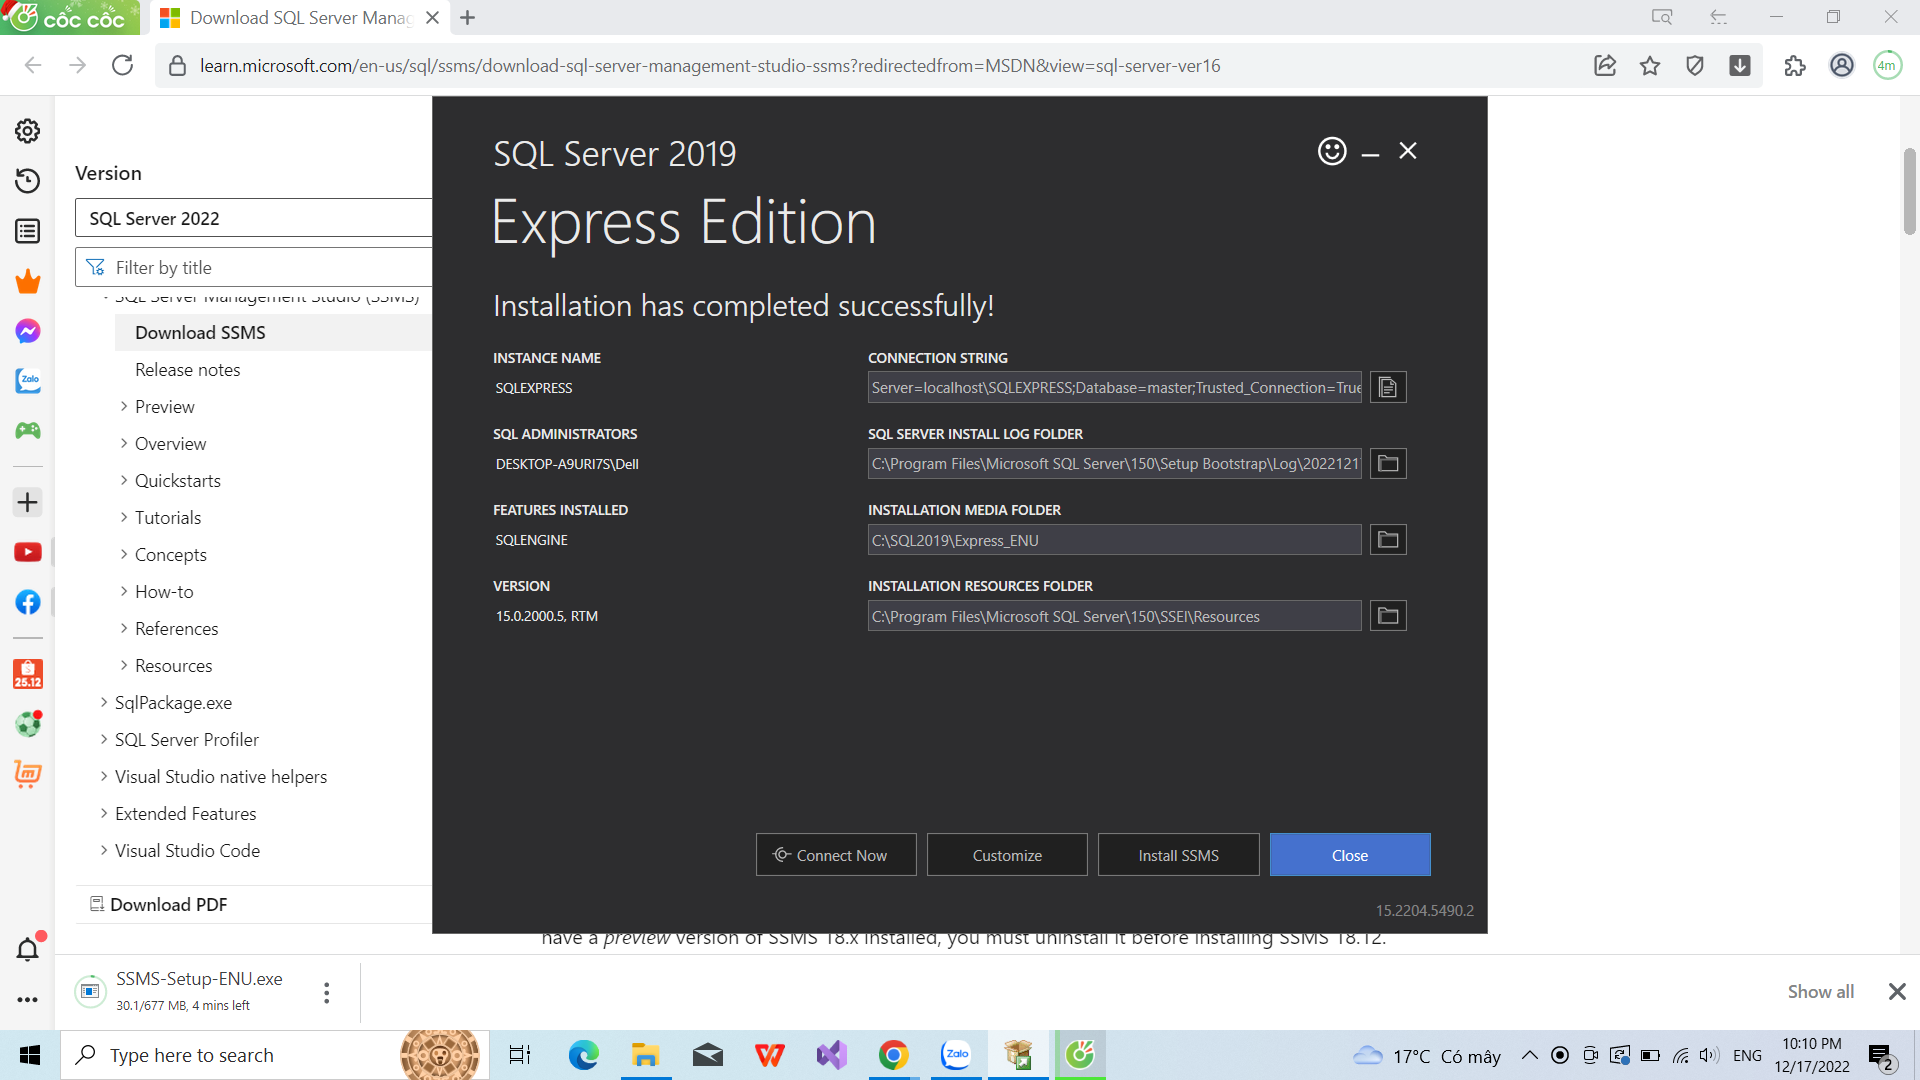 CỐC CỐC
Download SQL Server Manag
learn.microsoft.com/en-us/sql/ssms/download-sql-server-management-studio-ssms?redirectedfrom=MSDN&view=sql-server-ver16
4m
Version
SQL Server 2022
Filter by title
SQL Server Management Studio (SSMS)
Download SSMS
Release notes
Preview
Overview
Quickstarts
Tutorials
Concepts
How-to
References
Resources
SqlPackage.exe
SQL Server Profiler
Visual Studio native helpers
Extended Features
Visual Studio Code
Download PDF
Zalo
25.12
SQL Server 2019
Express Edition
Installation has completed successfully!
INSTANCE NAME
SQLEXPRESS
CONNECTION STRING
Server=localhost\SQLEXPRESS;Database=master;Trusted_Connection=True
SQL ADMINISTRATORS
DESKTOP-A9URI7S\Dell
SQL SERVER INSTALL LOG FOLDER
C:\Program Files\Microsoft SQL Server\150\Setup Bootstrap\Log\2022121
FEATURES INSTALLED
SQLENGINE
INSTALLATION MEDIA FOLDER
C:\SQL2019\Express_ENU
VERSION
15.0.2000.5, RTM
INSTALLATION RESOURCES FOLDER
C:\Program Files\Microsoft SQL Server\150\SSEI\Resources
Connect Now
Customize
Install SSMS
Close
15.2204.5490.2
have a preview version of SSMS 18.x installed, you must uninstall it before installing SSMS 18.12.
SSMS-Setup-ENU.exe
30.1/677 MB, 4 mins left
Show all
Type here to search
Zalo
17°C Có mây
ENG
10:10 PM
12/17/2022
2